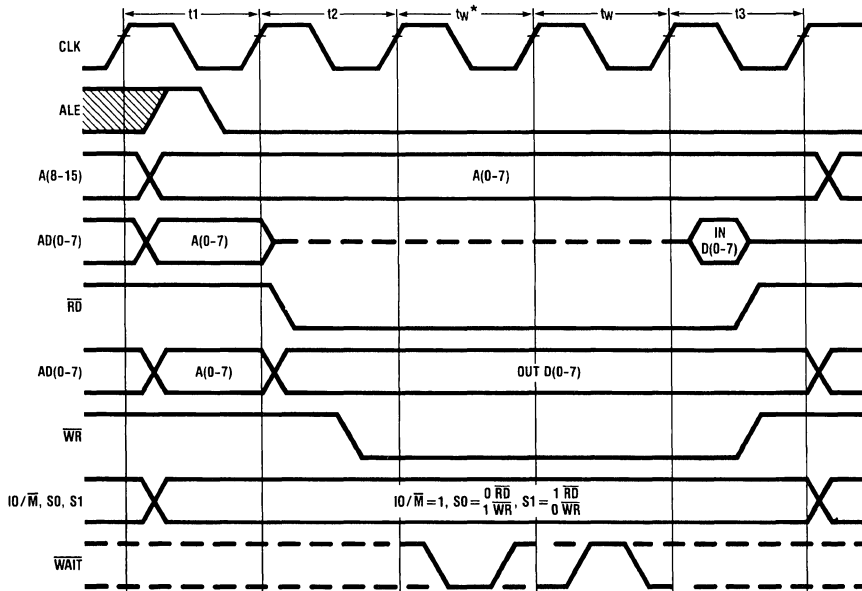 t1 t2 tW* tW t3
CLK
ALE
A(8-15) A(0-7)
AD(0-7) A(0-7) IN
D(0-7)
RD
AD(0-7) A(0-7) OUT D(0-7)
WR
IO/M, S0, S1 IO/M=1, S0= 0 RD 1 WR, S1= 1 RD 0 WR
WAIT